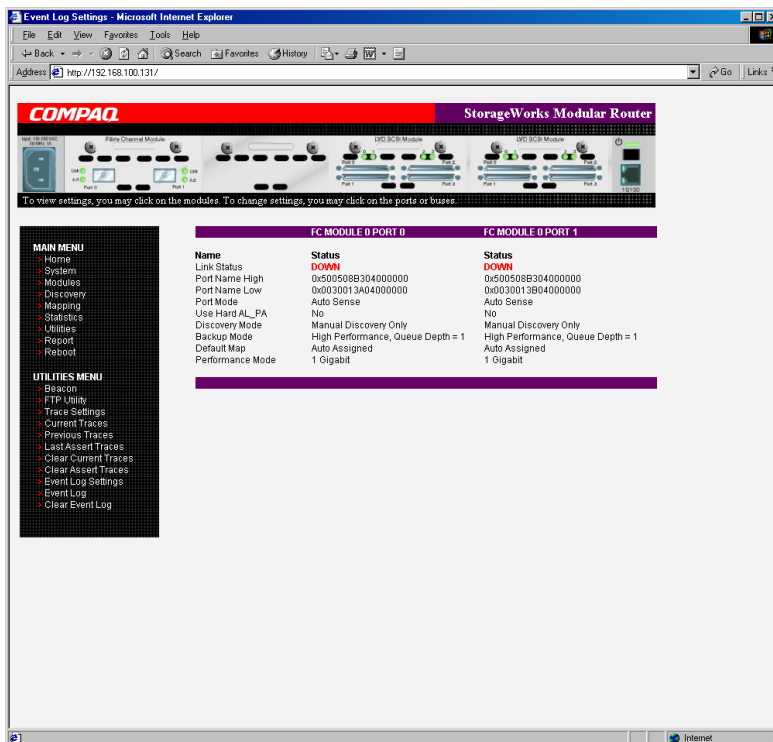 Event Log Settings - Microsoft Internet Explorer
File Edit View Favorites Tools Help
Back Search Favorites History
Address http://192.168.100.131/ Go Links
COMPAQ StorageWorks Modular Router
Fibre Channel Module LVD SCSI Module LVD SCSI Module
Link
Port 0 Port 1 Port 1 Port 3 Port 1 Port 3 10/100
To view settings, you may click on the modules. To change settings, you may click on the ports or buses.
FC MODULE 0 PORT 0 FC MODULE 0 PORT 1
Name Status Status
Link Status DOWN DOWN
Port Name High 0x500508B304000000 0x500508B304000000
Port Name Low 0x0030013A04000000 0x0030013B04000000
Port Mode Auto Sense Auto Sense
Use Hard AL_PA No No
Discovery Mode Manual Discovery Only Manual Discovery Only
Backup Mode High Performance, Queue Depth = 1 High Performance, Queue Depth = 1
Default Map Auto Assigned Auto Assigned
Performance Mode 1 Gigabit 1 Gigabit
MAIN MENU
> Home
> System
> Modules
> Discovery
> Mapping
> Statistics
> Utilities
> Report
> Reboot
UTILITIES MENU
> Beacon
> FTP Utility
> Trace Settings
> Current Traces
> Previous Traces
> Last Assert Traces
> Clear Current Traces
> Clear Assert Traces
> Event Log Settings
> Event Log
> Clear Event Log
Internet